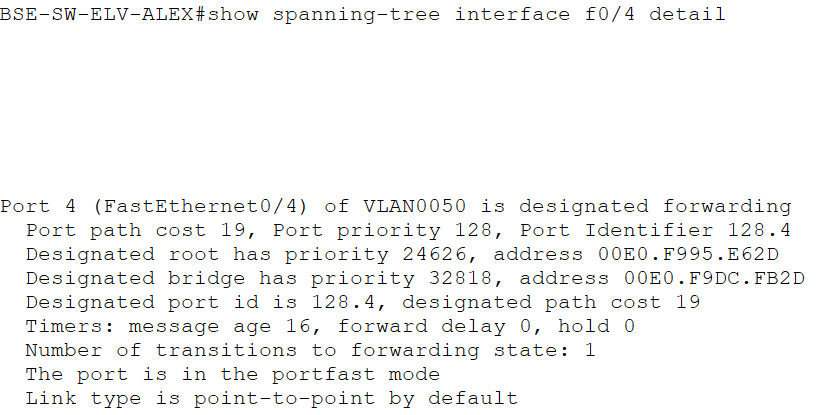 BSE-SW-ELV-ALEX#show spanning-tree interface f0/4 detail
Port 4 (FastEthernet0/4) of VLAN0050 is designated forwarding
Port path cost 19, Port priority 128, Port Identifier 128.4
Designated root has priority 24626, address 00E0.F995.E62D
Designated bridge has priority 32818, address 00E0.F9DC.FB2D
Designated port id is 128.4, designated path cost 19
Timers: message age 16, forward delay 0, hold 0
Number of transitions to forwarding state: 1
The port is in the portfast mode
Link type is point-to-point by default